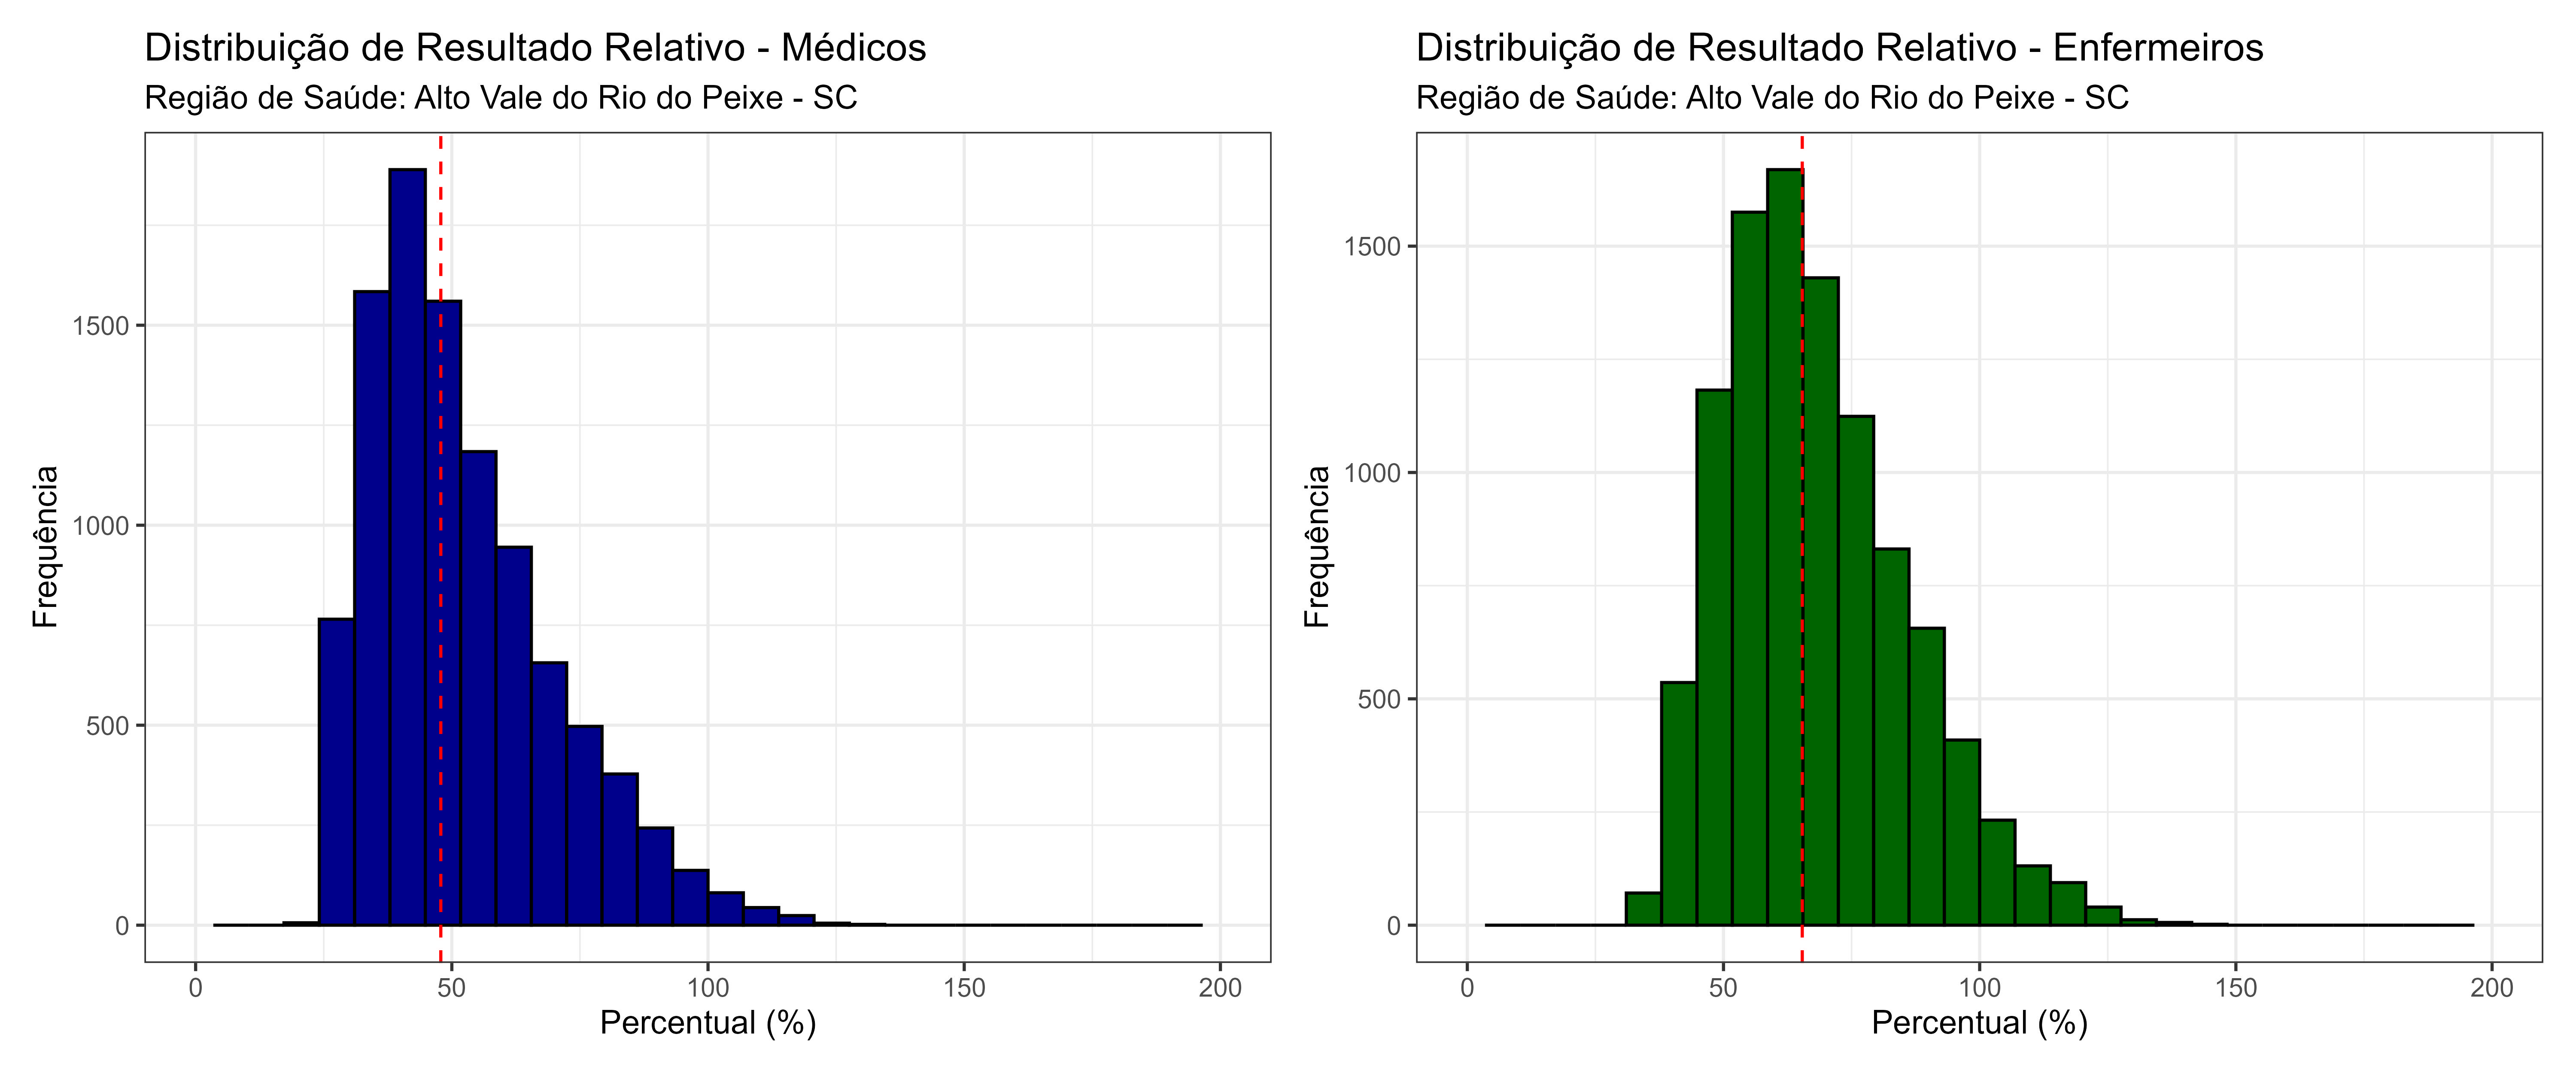 Distribuição de Resultado Relativo - Médicos
Região de Saúde: Alto Vale do Rio do Peixe - SC
Frequência
1500
1000
500
0
0 50 100 150 200
Percentual (%)
Distribuição de Resultado Relativo - Enfermeiros
Região de Saúde: Alto Vale do Rio do Peixe - SC
Frequência
1500
1000
500
0
0 50 100 150 200
Percentual (%)